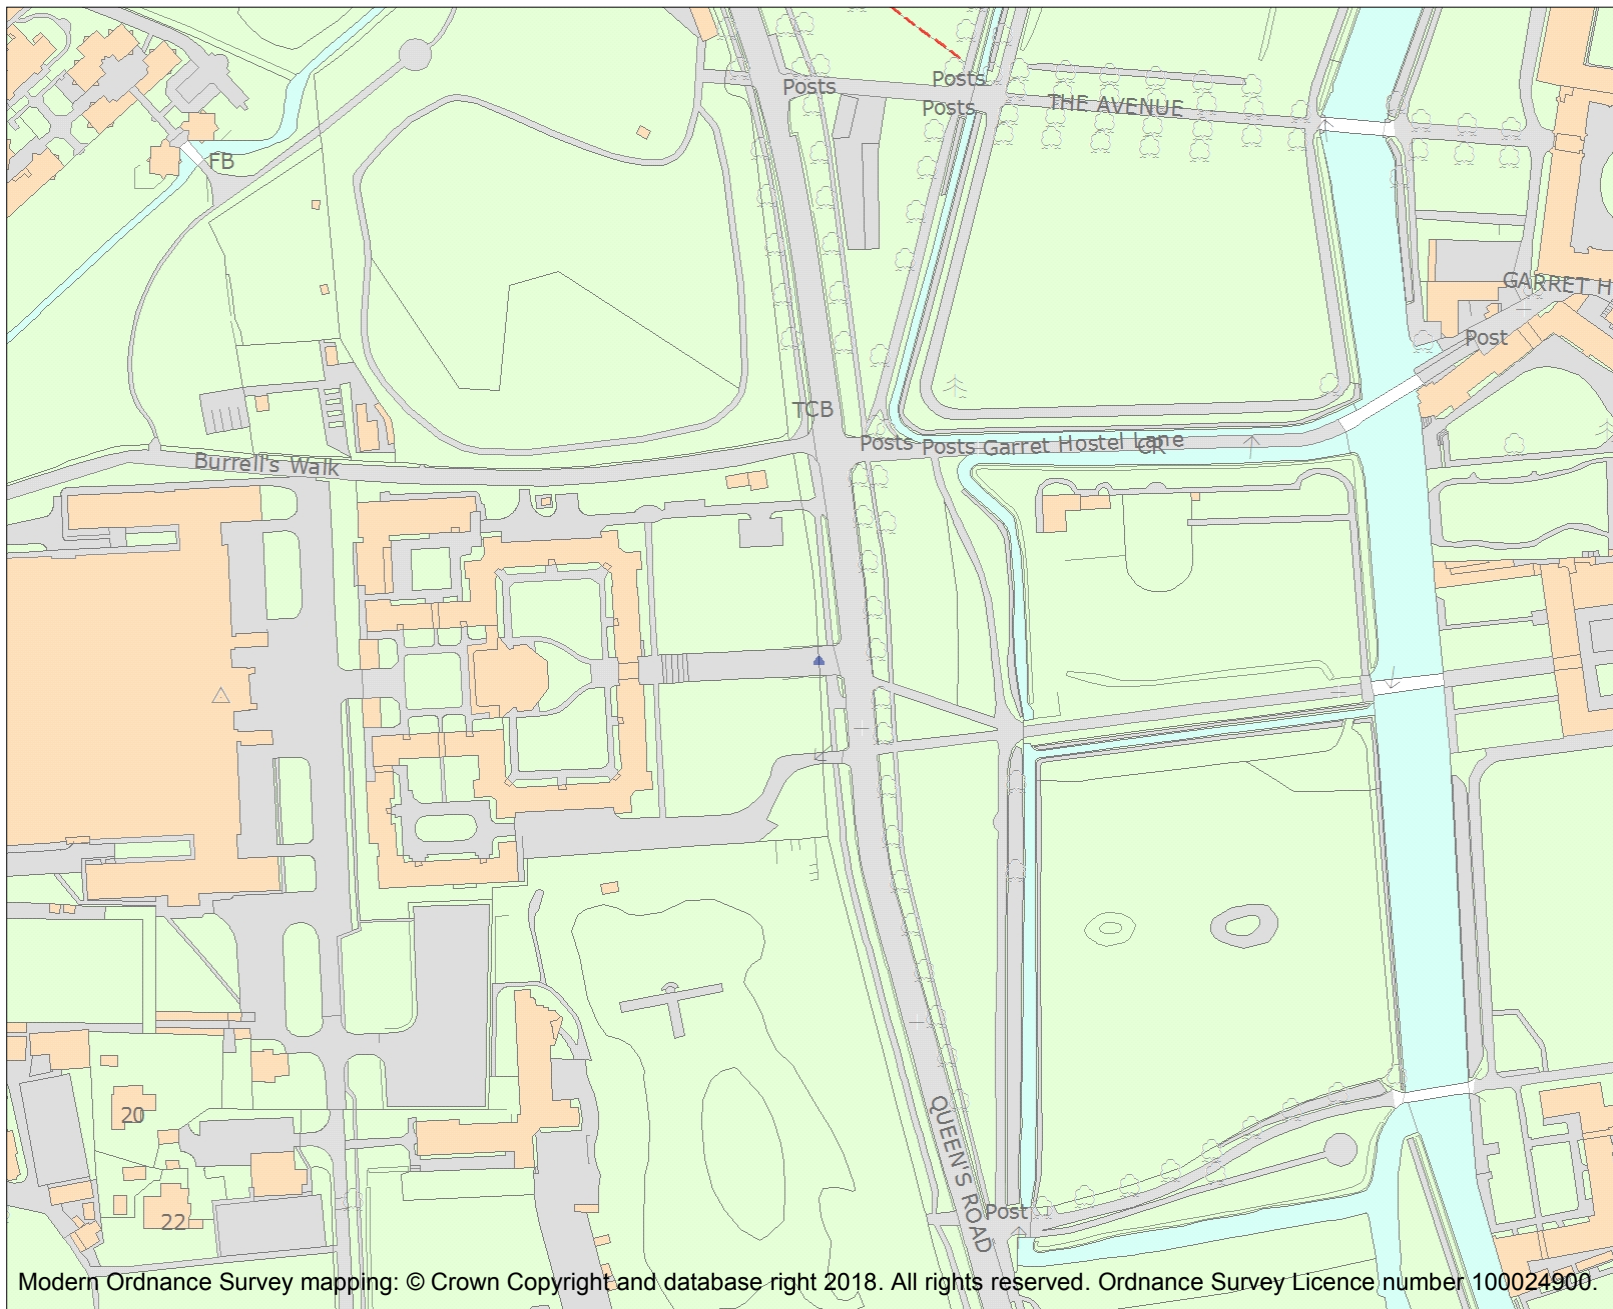 Posts
Posts
Posts
THE AVENUE
FB
GARRET H
Post
TCB
Posts
Posts
Garret Hostel Lane
CR
Burrell's Walk
QUEEN'S ROAD
20
Post
22
Modern Ordnance Survey mapping: © Crown Copyright and database right 2018. All rights reserved. Ordnance Survey Licence number 100024900.